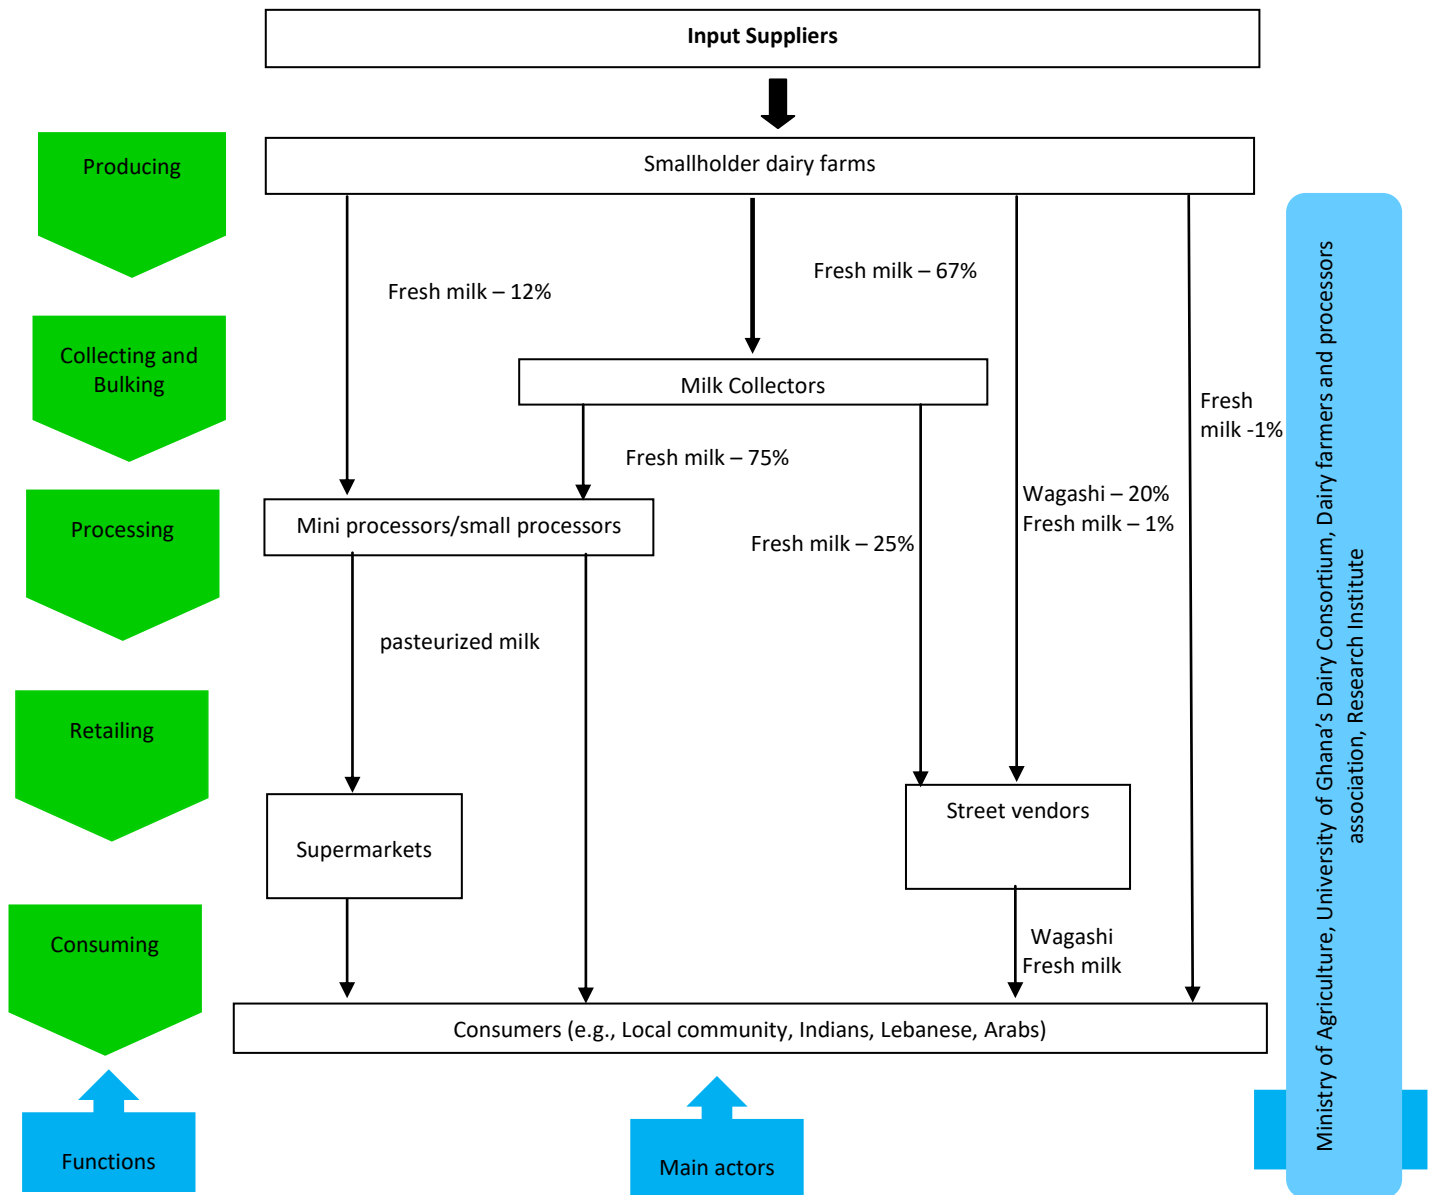 Input Suppliers
Producing
Smallholder dairy farms
Fresh milk – 12%
Fresh milk – 67%
Collecting and
Bulking
Milk Collectors
Fresh
milk -1%
Fresh milk – 75%
Wagashi – 20%
Fresh milk – 1%
Processing
Mini processors/small processors
Fresh milk – 25%
pasteurized milk
Retailing
Supermarkets
Street vendors
Consuming
Wagashi
Fresh milk
Consumers (e.g., Local community, Indians, Lebanese, Arabs)
Functions
Main actors
Ministry of Agriculture, University of Ghana’s Dairy Consortium, Dairy farmers and processors
association, Research Institute